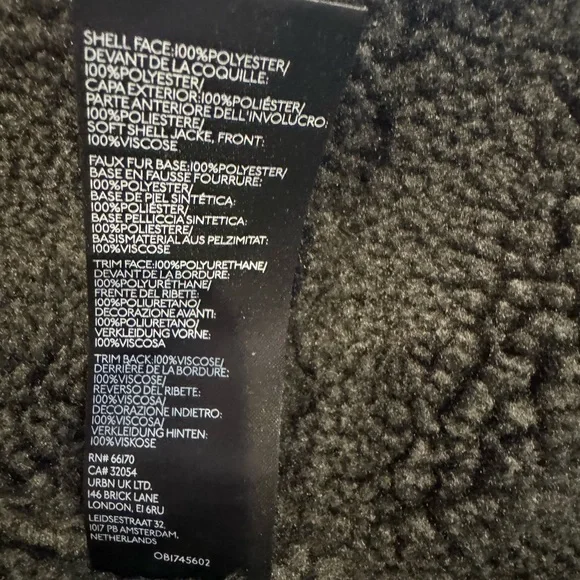 SHELL FACE:100%POLYESTER/
DEVANT DE LA COQUILLE:
100%POLYESTER/
CAPA EXTERIOR:100%POLIÉSTER/
PARTE ANTERIORE DELL'INVOLUCRO:
100%POLIESTERE/
SOFT SHELL JACKE, FRONT:
100%VISCOSE
FAUX FUR BASE:100%POLYESTER/
BASE EN FAUSSE FOURRURE:
100%POLYESTER/
BASE DE PIEL SINTÉTICA:
100%POLIÉSTER/
BASE PELLICCIA SINTETICA:
100%POLIESTERE/
BASISMATERIAL AUS PELZIMITAT:
100%VISCOSE
TRIM FACE:100%POLYURETHANE/
DEVANT DE LA BORDURE:
100%POLYURÉTHANE/
FRENTE DEL RIBETE:
100%POLIURETANO/
DECORAZIONE AVANTI:
100%POLIURETANO/
VERKLEIDUNG VORNE:
100%VISCOSA
TRIM BACK:100%VISCOSE/
DERRIÈRE DE LA BORDURE:
100%VISCOSE/
REVERSO DEL RIBETE:
100%VISCOSA/
DECORAZIONE INDIETRO:
100%VISCOSA/
VERKLEIDUNG HINTEN:
100%VISKOSE
RN# 66170
CA# 32054
URBN UK LTD.
146 BRICK LANE
LONDON, E1 6RU
LEIDSESTRAAT 32,
1017 PB AMSTERDAM,
NETHERLANDS
OB1745602